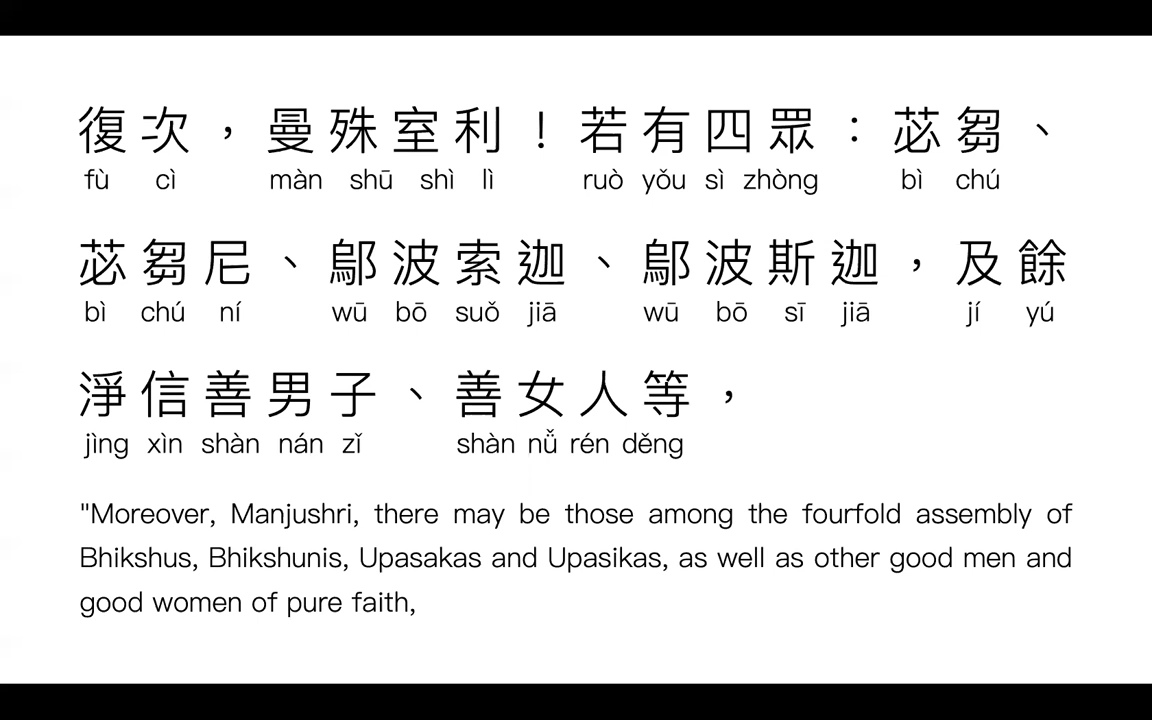 復次，曼殊室利！若有四眾：苾芻、
fù cì màn shū shì lì ruò yǒu sì zhòng bì chú
苾芻尼、鄔波索迦、鄔波斯迦，及餘
bì chú ní wū bō suǒ jiā wū bō sī jiā jí yú
淨信善男子、善女人等，
jìng xìn shàn nán zǐ shàn nǚ rén děng
"Moreover, Manjushri, there may be those among the fourfold assembly of
Bhikshus, Bhikshunis, Upasakas and Upasikas, as well as other good men and
good women of pure faith,